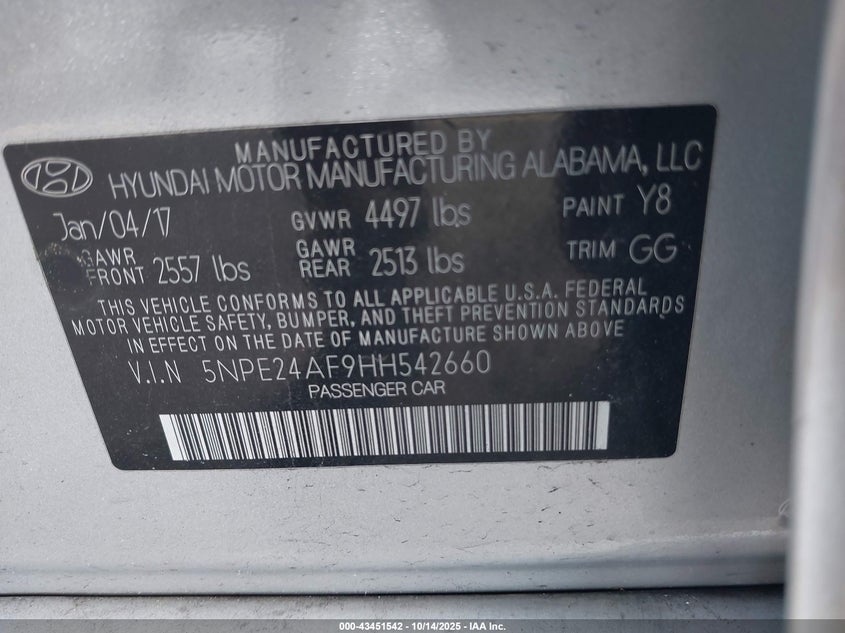 MANUFACTURED BY
HYUNDAI MOTOR MANUFACTURING ALABAMA, LLC
Jan/04/17 GVWR 4497 lbs PAINT Y8
GAWR FRONT 2557 lbs GAWR REAR 2513 lbs TRIM GG
THIS VEHICLE CONFORMS TO ALL APPLICABLE U.S.A. FEDERAL
MOTOR VEHICLE SAFETY, BUMPER, AND THEFT PREVENTION STANDARDS
IN EFFECT ON THE DATE OF MANUFACTURE SHOWN ABOVE
V.I.N 5NPE24AF9HH542660
PASSENGER CAR
000-43451542 - 10/14/2025 - IAA Inc.